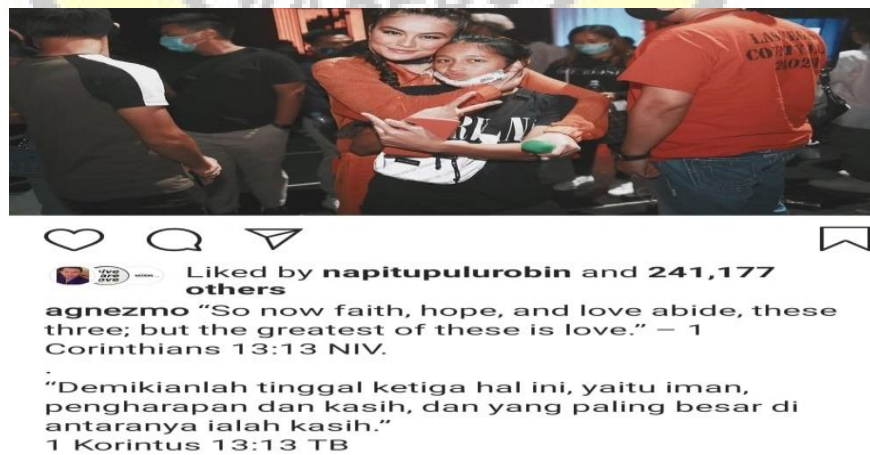 Liked by napitupulurobin and 241,177
others
agnezmo “So now faith, hope, and love abide, these
three; but the greatest of these is love.” – 1
Corinthians 13:13 NIV.
.
“Demikianlah tinggal ketiga hal ini, yaitu iman,
pengharapan dan kasih, dan yang paling besar di
antaranya ialah kasih.”
1 Korintus 13:13 TB